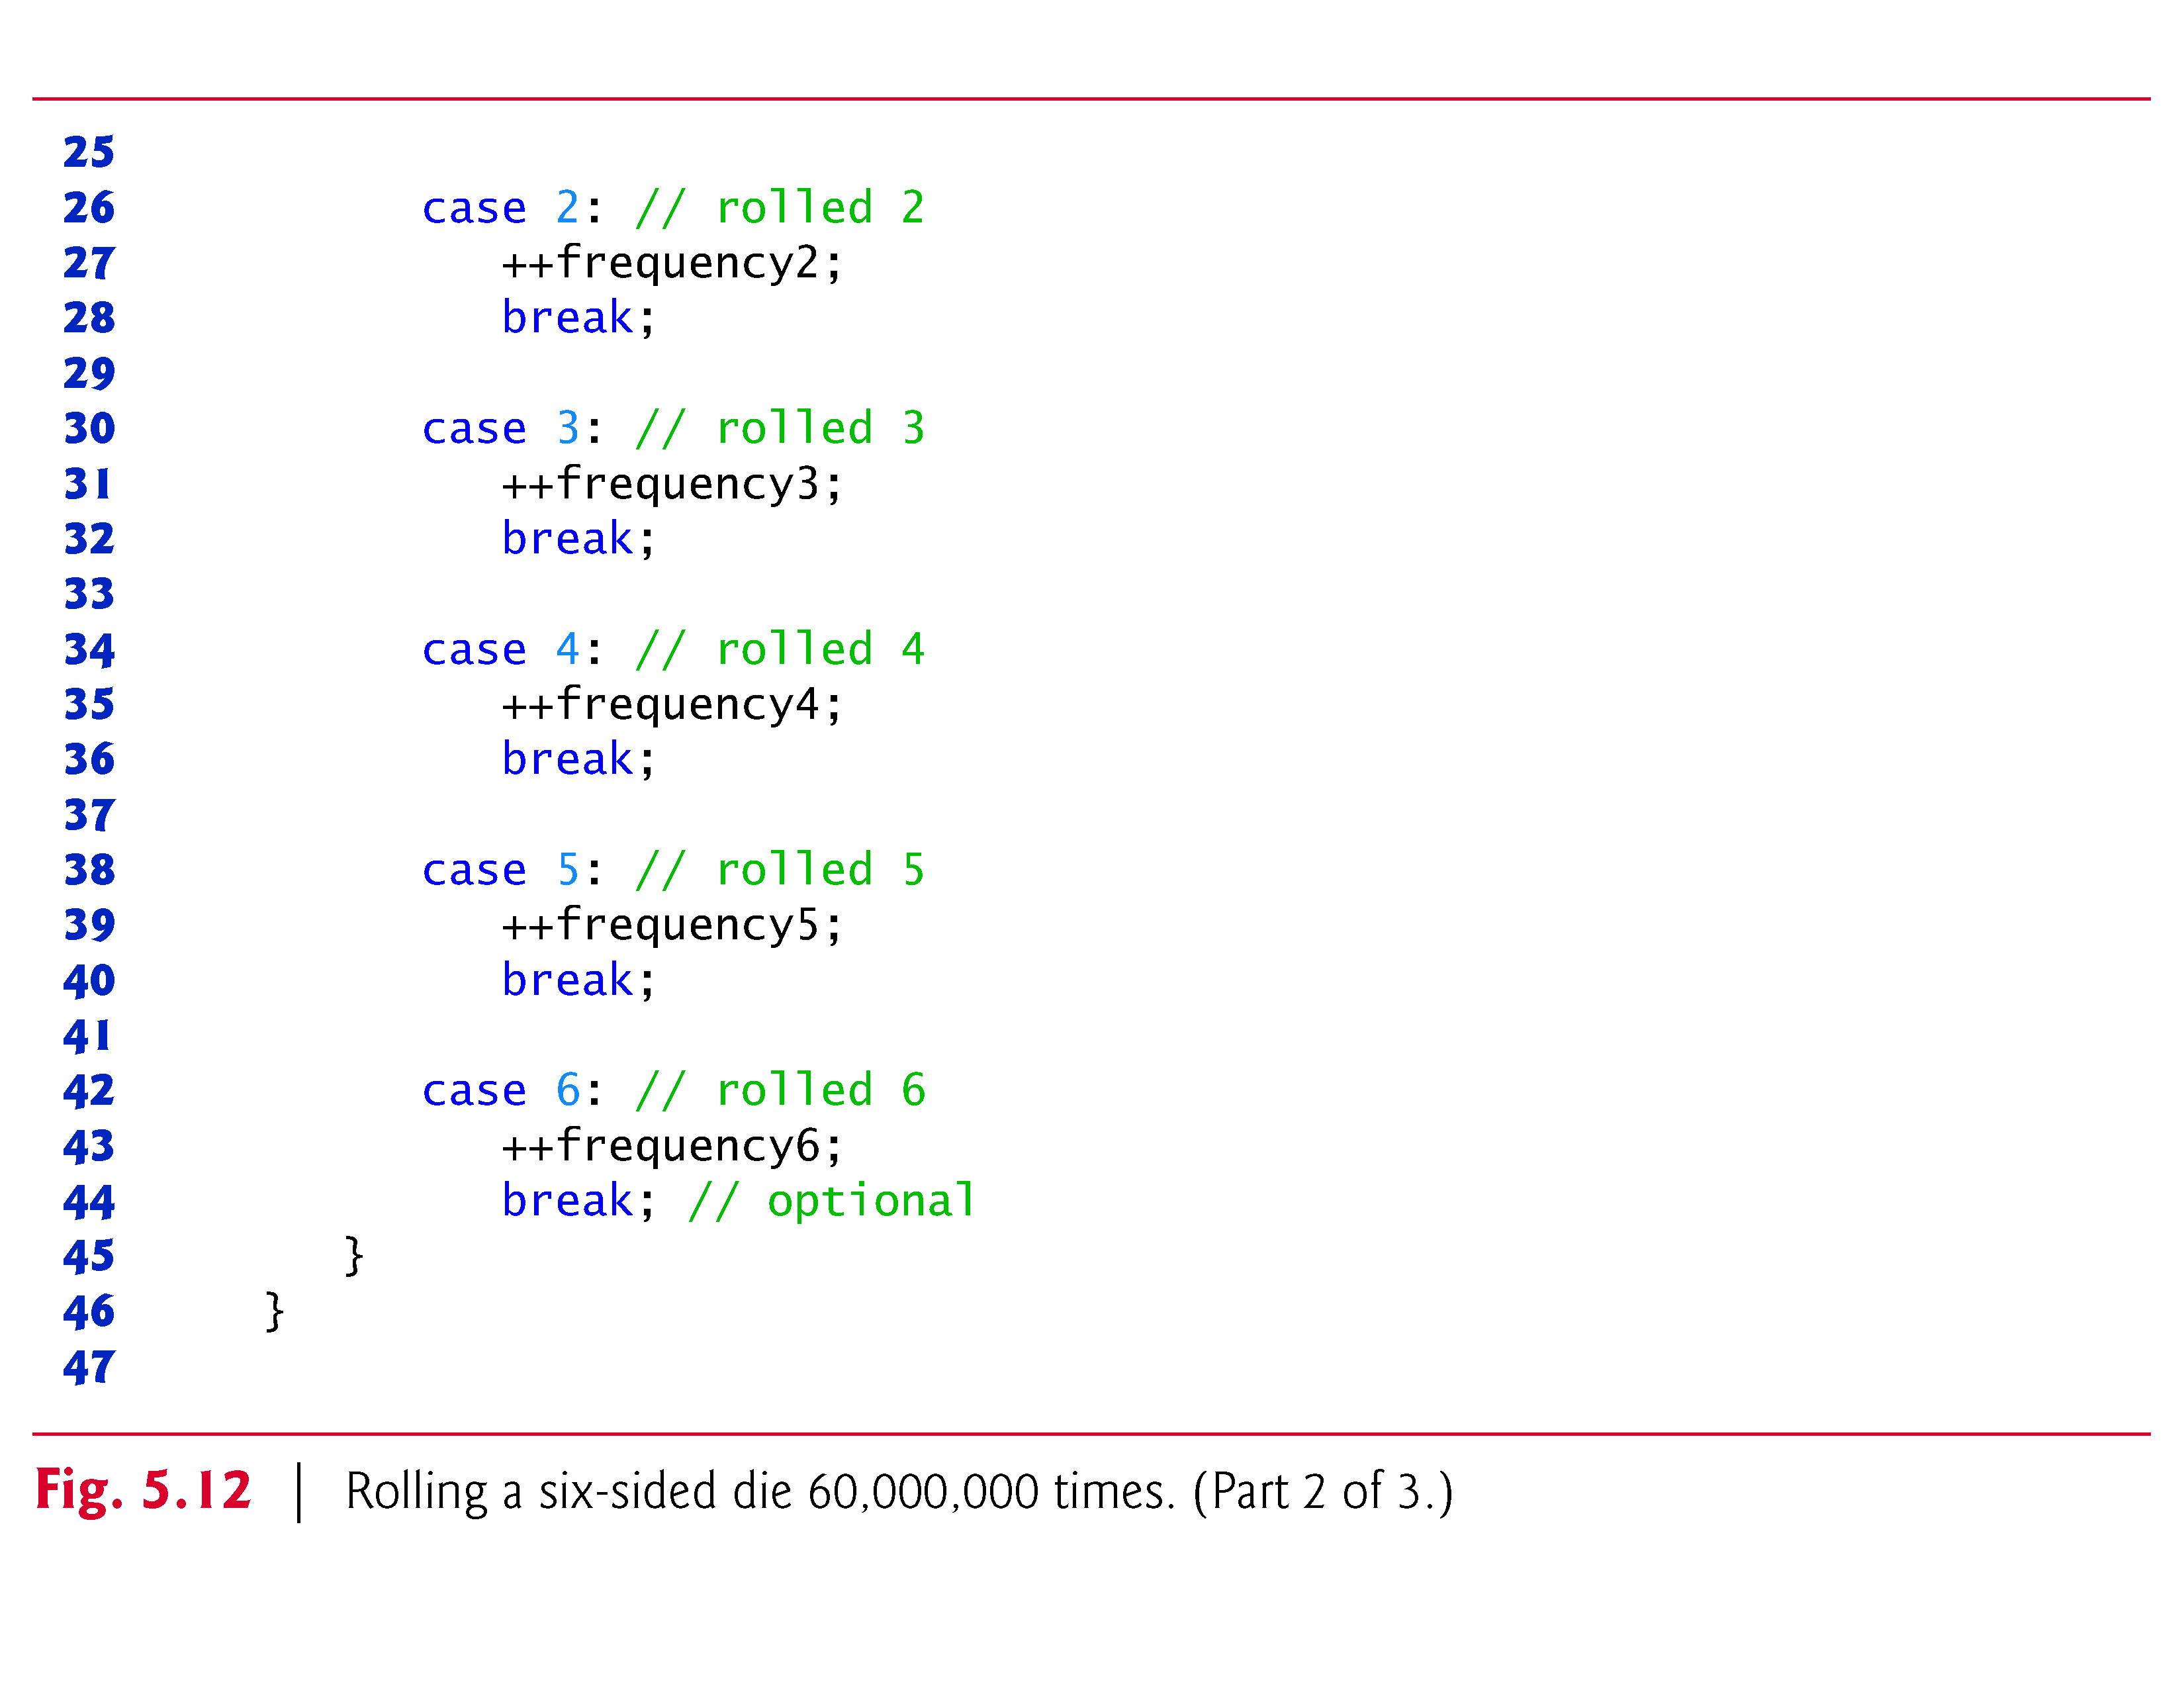 25
26 case 2: // rolled 2
27 ++frequency2;
28 break;
29
30 case 3: // rolled 3
31 ++frequency3;
32 break;
33
34 case 4: // rolled 4
35 ++frequency4;
36 break;
37
38 case 5: // rolled 5
39 ++frequency5;
40 break;
41
42 case 6: // rolled 6
43 ++frequency6;
44 break; // optional
45 }
46 }
47
Fig. 5.12 | Rolling a six-sided die 60,000,000 times. (Part 2 of 3.)